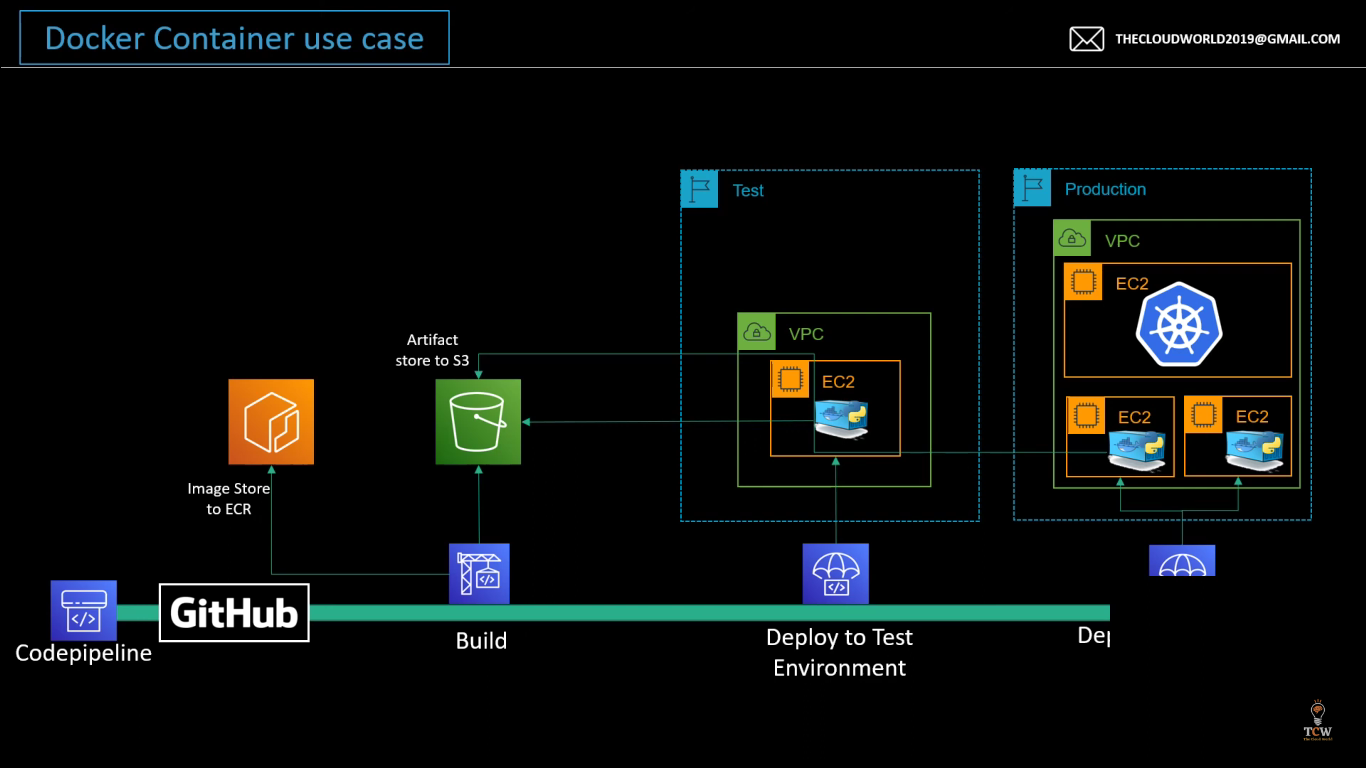 Docker Container use case
THECLOUDWORLD2019@GMAIL.COM
Test
Production
VPC
EC2
Artifact
store to S3
VPC
EC2
EC2
EC2
Image Store
to ECR
GitHub
Codepipeline
Build
Deploy to Test
Environment
TCW